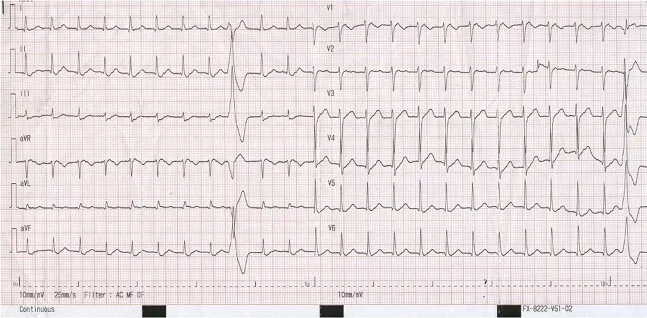 I
V1
II
V2
III
V3
aVR
V4
aVL
V5
aVF
V6
10mm/mV 25mm/s Filter : AC MF DF
10mm/mV
Continuous
FX-8222-V51-02